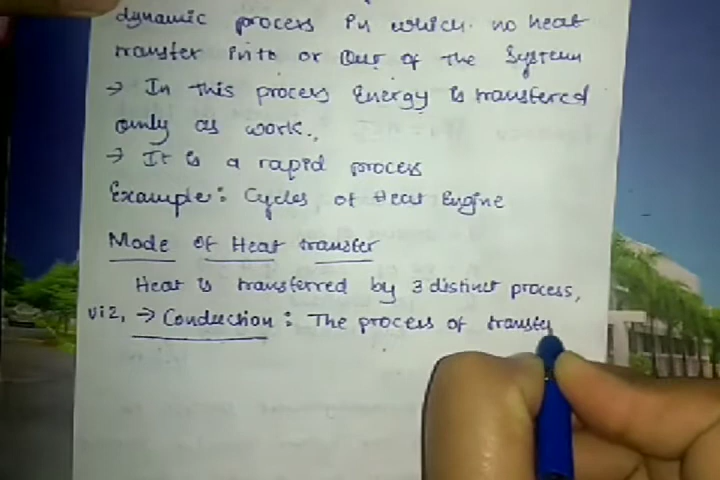 dynamic process in which no heat
transfer into or out of the System
→ In this process Energy is transferred
only as work.,
→ It is a rapid process
Example: Cycles of Heat Engine
Mode of Heat transfer
Heat is transferred by 3 distinct process,
viz, → Conduction: The process of transfer